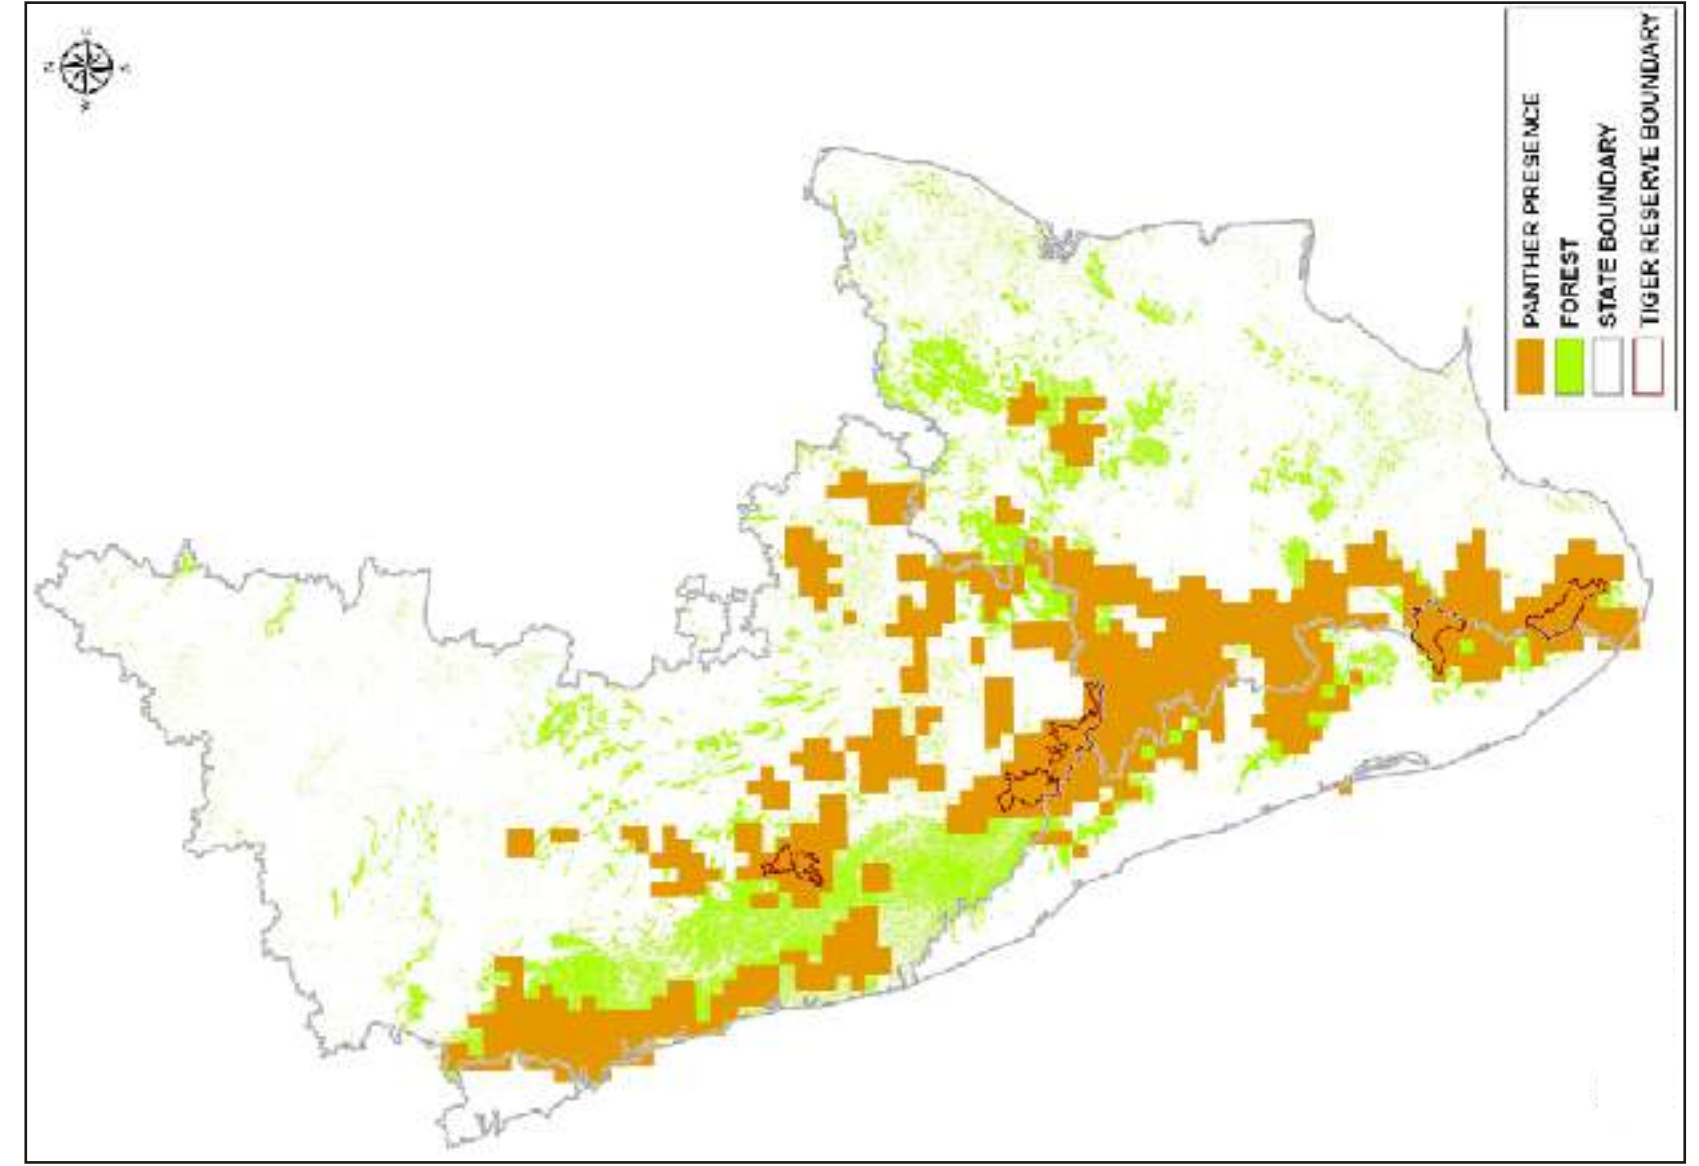 PANTHER PRESENCE
FOREST
STATE BOUNDARY
TIGER RESERVE BOUNDARY
N
E
S
W